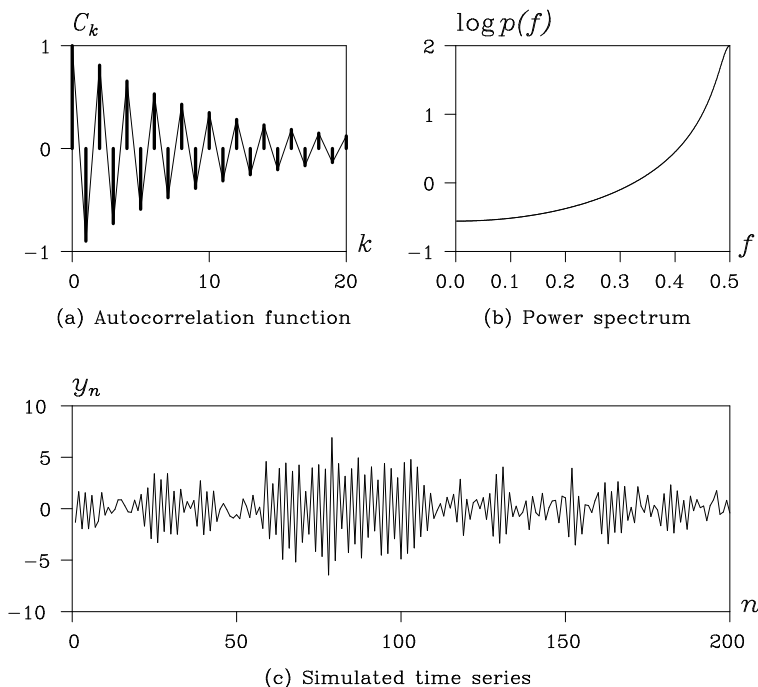 C_k
1
0
−1
0 10 20
k
(a) Autocorrelation function
log p(f)
2
1
0
−1
0.0 0.1 0.2 0.3 0.4 0.5
f
(b) Power spectrum
y_n
10
5
0
−5
−10
0 50 100 150 200
n
(c) Simulated time series